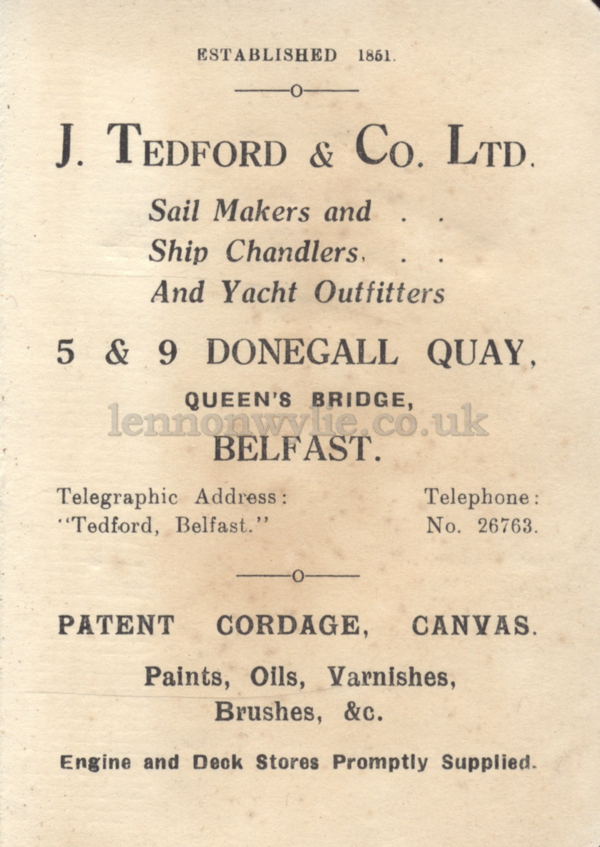 ESTABLISHED 1851.
J. TEDFORD & CO. LTD.
Sail Makers and . .
Ship Chandlers. . .
And Yacht Outfitters
5 & 9 DONEGALL QUAY,
QUEEN'S BRIDGE,
lennonwylie.co.uk
BELFAST.
Telegraphic Address: Telephone:
"Tedford, Belfast." No. 26763.
PATENT CORDAGE, CANVAS.
Paints, Oils, Varnishes,
Brushes, &c.
Engine and Deck Stores Promptly Supplied.